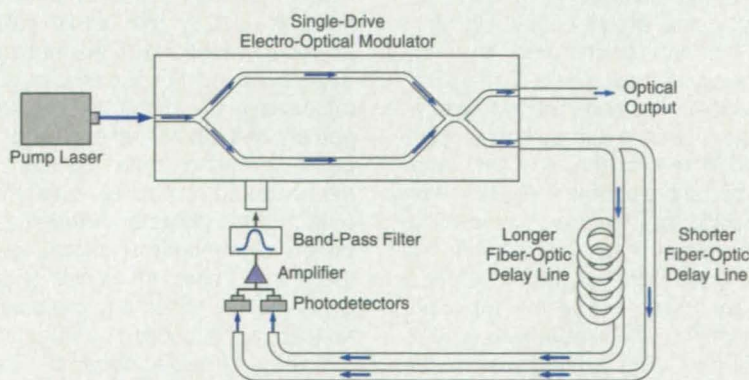 Single-Drive
Electro-Optical Modulator
Pump Laser
Optical
Output
Band-Pass Filter
Amplifier
Photodetectors
Longer
Fiber-Optic
Delay Line
Shorter
Fiber-Optic
Delay Line